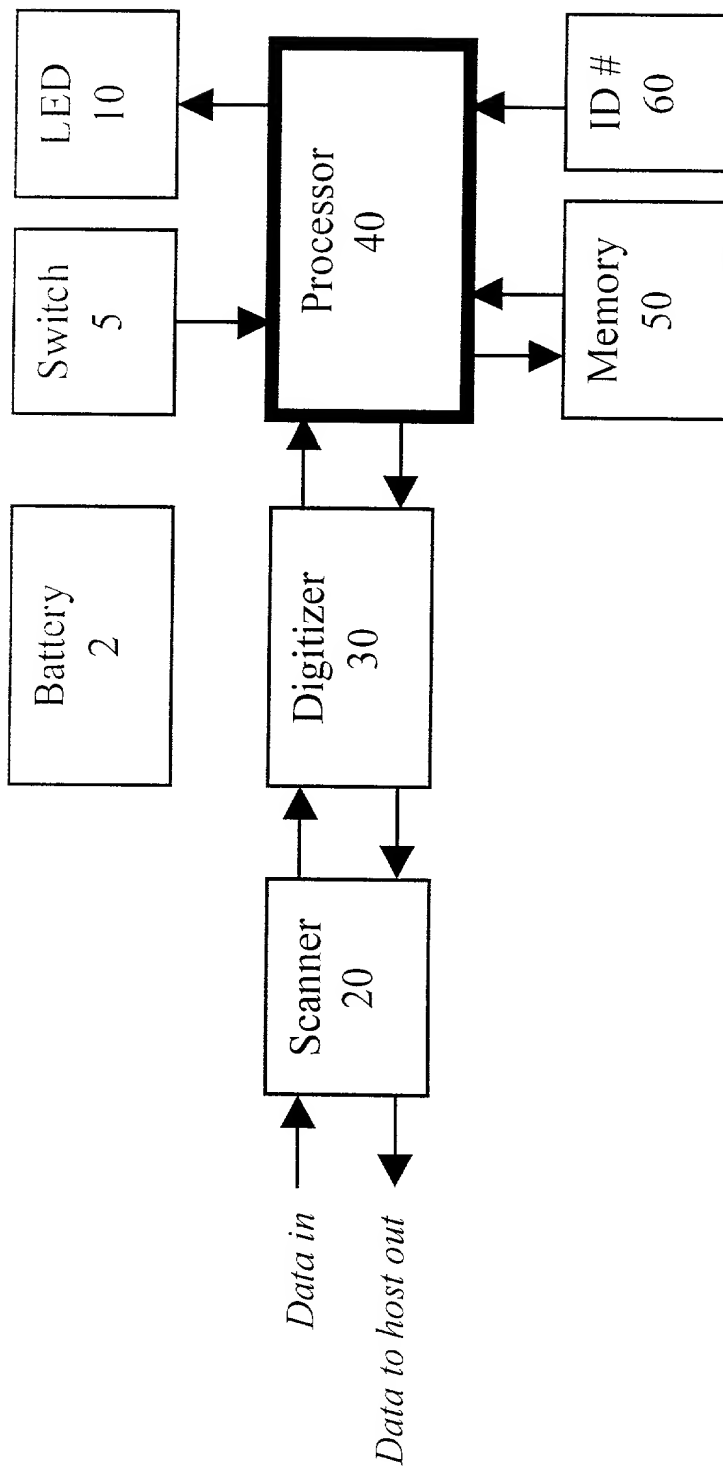 Battery
2
Switch
5
LED
10
Data in
Data to host out
Scanner
20
Digitizer
30
Processor
40
Memory
50
ID #
60